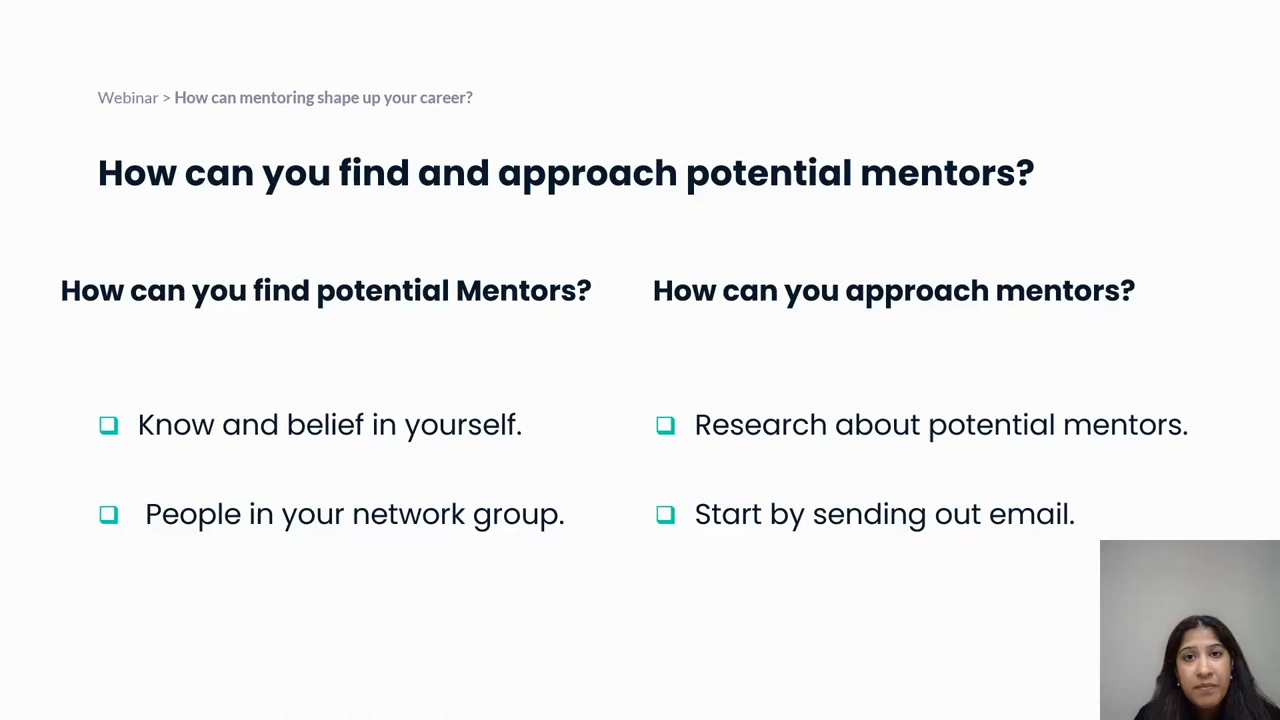 Webinar > How can mentoring shape up your career?
How can you find and approach potential mentors?
How can you find potential Mentors?
Know and belief in yourself.
People in your network group.
How can you approach mentors?
Research about potential mentors.
Start by sending out email.